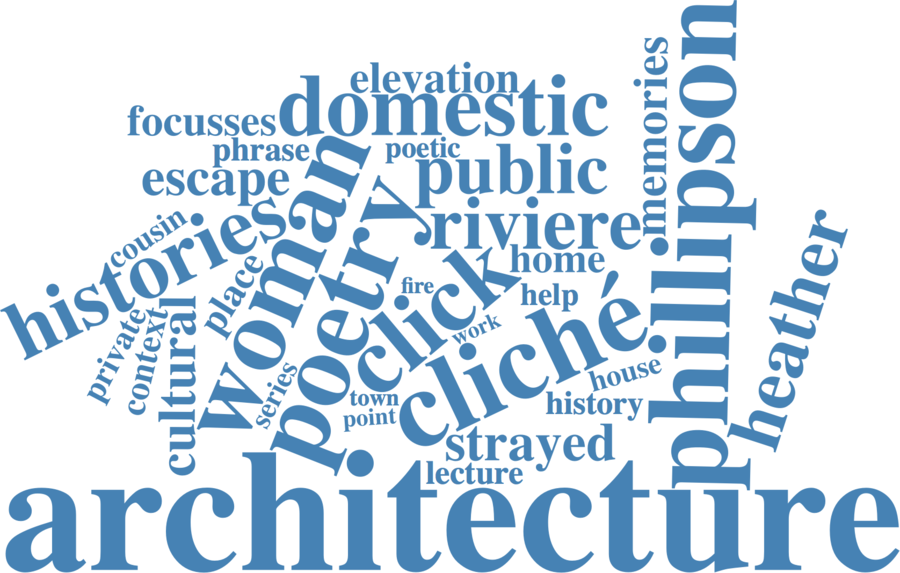 elevation
domestic
focusses
phrase
poetic
escape
public
memories
phillipson
riviere
woman
cousin
histories
poetry
click
home
heather
place
fire
help
work
cliché
private
context
cultural
series
town
point
house
history
strayed
lecture
architecture